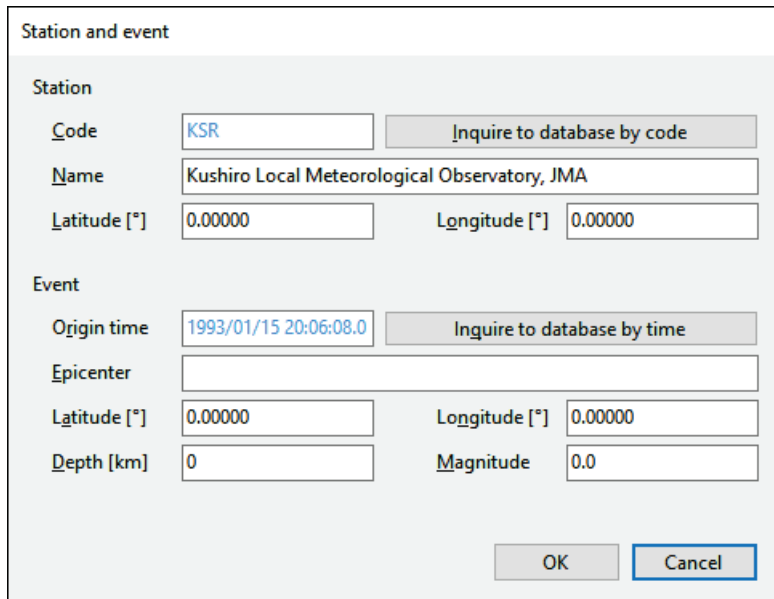 Station and event
Station
Code KSR Inquire to database by code
Name Kushiro Local Meteorological Observatory, JMA
Latitude [°] 0.00000 Longitude [°] 0.00000
Event
Origin time 1993/01/15 20:06:08.0 Inquire to database by time
Epicenter
Latitude [°] 0.00000 Longitude [°] 0.00000
Depth [km] 0 Magnitude 0.0
OK Cancel